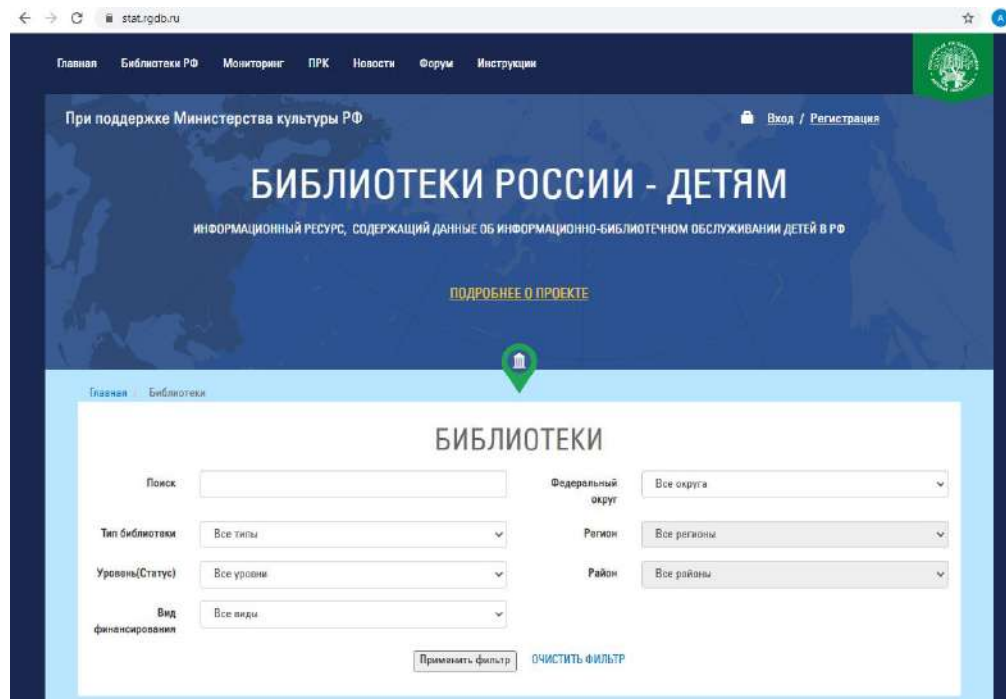 stat.rgdb.ru
A
Главная Библиотеки РФ Мониторинг ПРК Новости Форум Инструкции
При поддержке Министерства культуры РФ Вход / Регистрация
БИБЛИОТЕКИ РОССИИ - ДЕТЯМ
ИНФОРМАЦИОННЫЙ РЕСУРС, СОДЕРЖАЩИЙ ДАННЫЕ ОБ ИНФОРМАЦИОННО-БИБЛИОТЕЧНОМ ОБСЛУЖИВАНИИ ДЕТЕЙ В РФ
ПОДРОБНЕЕ О ПРОЕКТЕ
Главная / Библиотеки
БИБЛИОТЕКИ
Поиск
Федеральный округ Все округа
Тип библиотеки Все типы
Регион Все регионы
Уровень(Статус) Все уровни
Район Все районы
Вид финансирования Все виды
Применить фильтр ОЧИСТИТЬ ФИЛЬТР